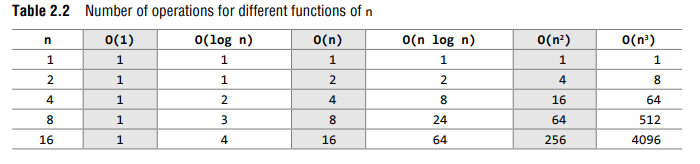 Table 2.2 Number of operations for different functions of n
n O(1) O(log n) O(n) O(n log n) O(n²) O(n³)
1 1 1 1 1 1 1
2 1 1 2 2 4 8
4 1 2 4 8 16 64
8 1 3 8 24 64 512
16 1 4 16 64 256 4096